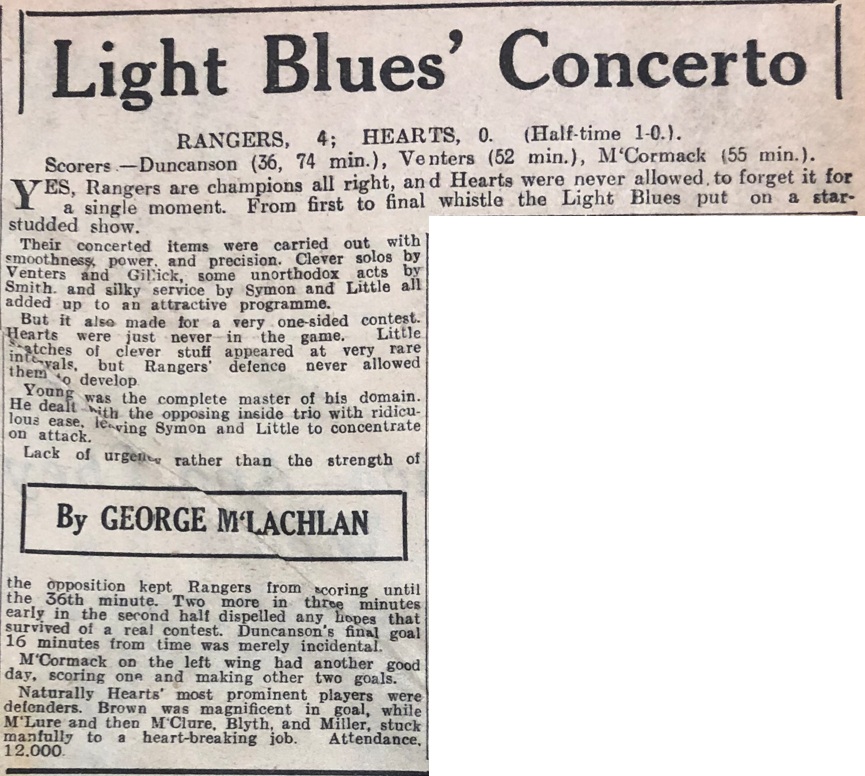 Light Blues' Concerto
RANGERS, 4; HEARTS, 0. (Half-time 1-0.).
Scorers.—Duncanson (36, 74 min.), Venters (52 min.), M'Cormack (55 min.).
YES, Rangers are champions all right, and Hearts were never allowed to forget it for
a single moment. From first to final whistle the Light Blues put on a star-
studded show.
Their concerted items were carried out with
smoothness, power, and precision. Clever solos by
Venters and Gillick, some unorthodox acts by
Smith, and silky service by Symon and Little all
added up to an attractive programme.
But it also made for a very one-sided contest.
Hearts were just never in the game. Little
snatches of clever stuff appeared at very rare
intervals, but Rangers' defence never allowed
them to develop.
Young was the complete master of his domain.
He dealt with the opposing inside trio with ridicu-
lous ease, leaving Symon and Little to concentrate
on attack.
Lack of urgency rather than the strength of
By GEORGE M'LACHLAN
the opposition kept Rangers from scoring until
the 36th minute. Two more in three minutes
early in the second half dispelled any hopes that
survived of a real contest. Duncanson's final goal
16 minutes from time was merely incidental.
M'Cormack on the left wing had another good
day, scoring one and making other two goals.
Naturally Hearts' most prominent players were
defenders. Brown was magnificent in goal, while
M'Lure and then M'Clure, Blyth, and Miller, stuck
manfully to a heart-breaking job. Attendance,
12,000.